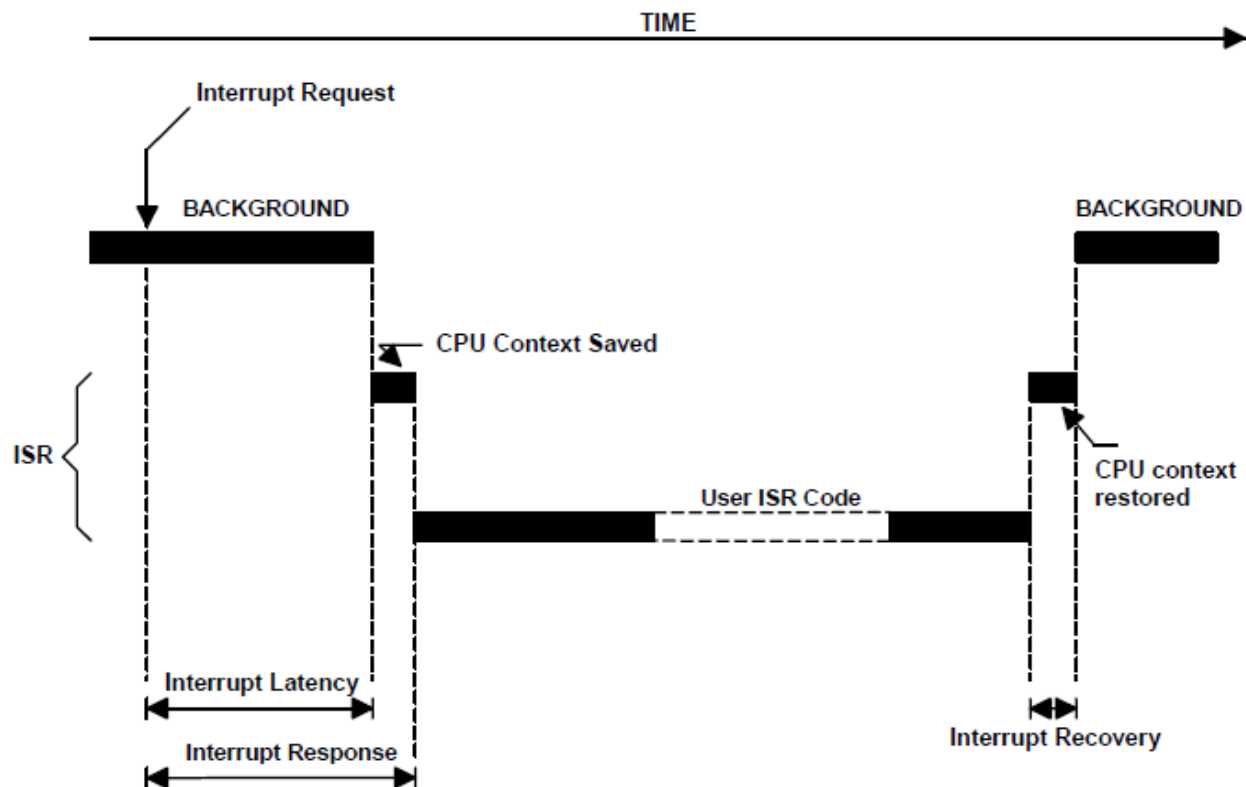 TIME
Interrupt Request
BACKGROUND
BACKGROUND
CPU Context Saved
ISR
CPU context
restored
User ISR Code
Interrupt Latency
Interrupt Recovery
Interrupt Response